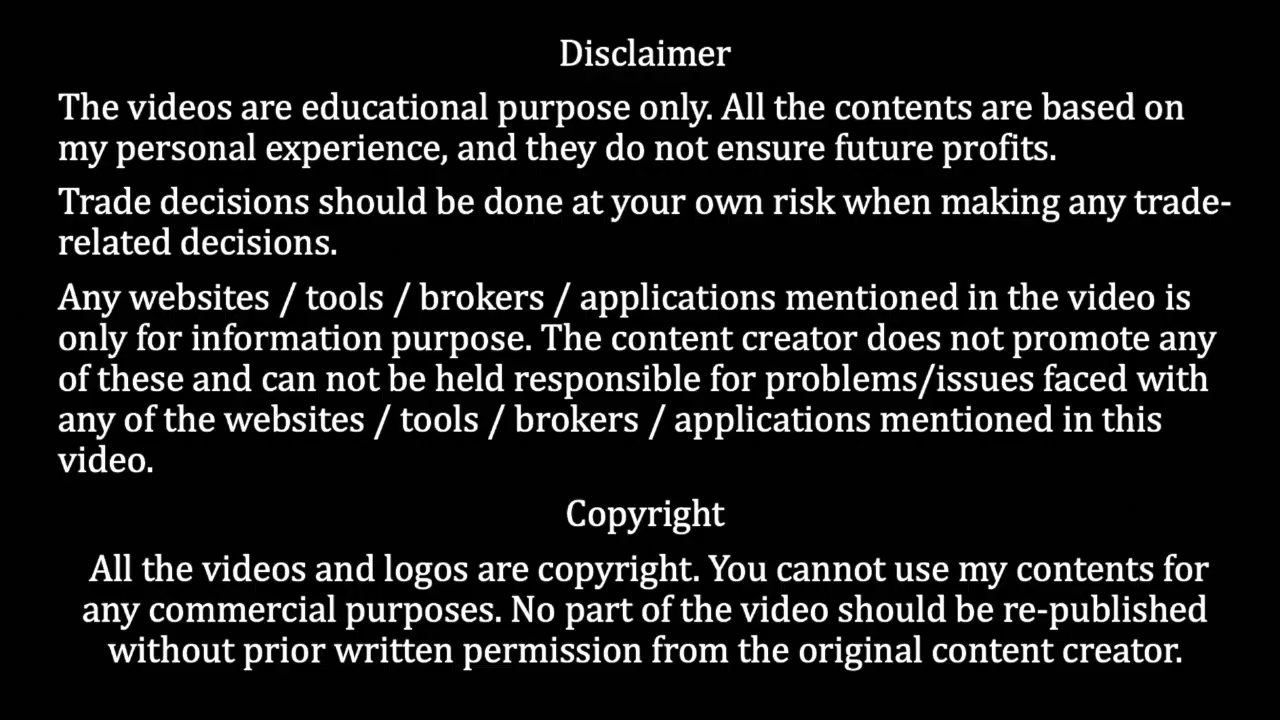 Disclaimer
The videos are educational purpose only. All the contents are based on
my personal experience, and they do not ensure future profits.
Trade decisions should be done at your own risk when making any trade-
related decisions.
Any websites / tools / brokers / applications mentioned in the video is
only for information purpose. The content creator does not promote any
of these and can not be held responsible for problems/issues faced with
any of the websites / tools / brokers / applications mentioned in this
video.
Copyright
All the videos and logos are copyright. You cannot use my contents for
any commercial purposes. No part of the video should be re-published
without prior written permission from the original content creator.